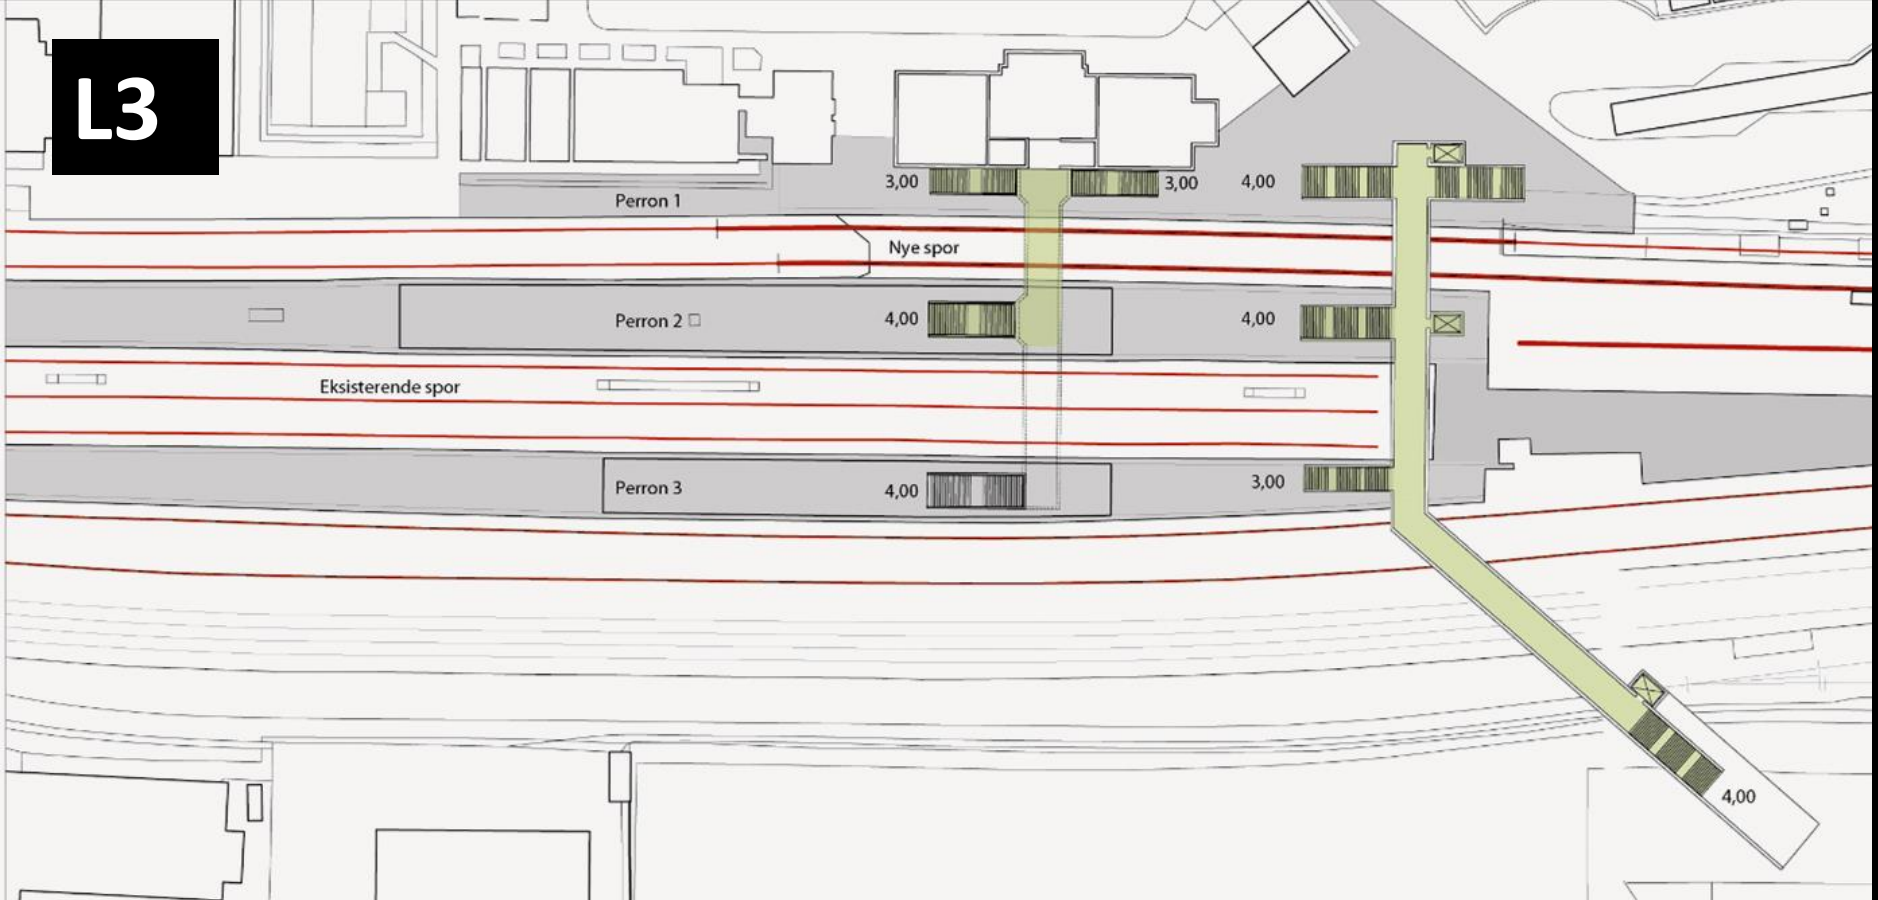 L3
3,00
3,00
4,00
Perron 1
Nye spor
Perron 2
4,00
4,00
Eksisterende spor
Perron 3
4,00
3,00
4,00